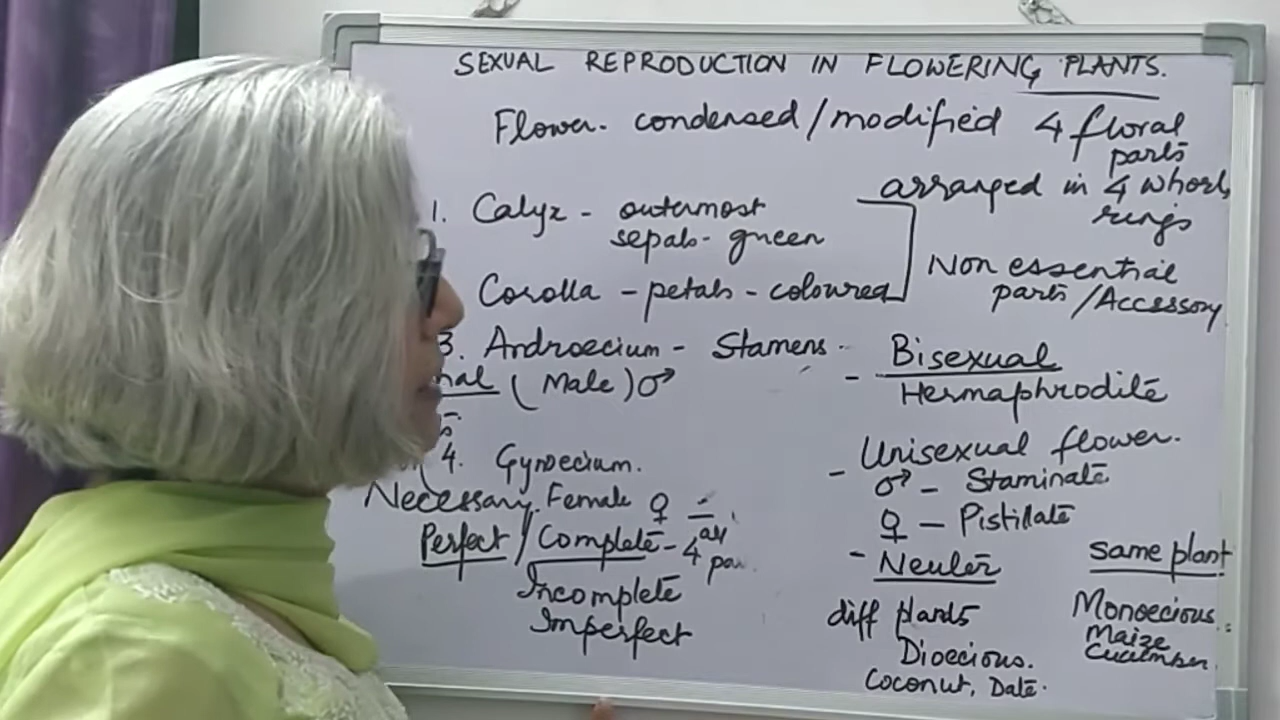 SEXUAL REPRODUCTION IN FLOWERING PLANTS.
Flower. condensed/modified 4 floral
parts
arranged in 4 whorls
rings
1. Calyx - outermost
sepals - green
Corolla - petals - coloured
Non essential
parts/Accessory
3. Androecium - Stamens
(Male) ♂
4. Gynoecium.
Necessary Female ♀ -
Perfect/Complete - 4
all
Incomplete
Imperfect
- Bisexual
Hermaphrodite
- Unisexual flower.
♂ - Staminate
♀ - Pistillate
- Neuter
diff plants
Dioecious.
Coconut, Date.
same plant
Monoecious.
Maize
Cucumber.